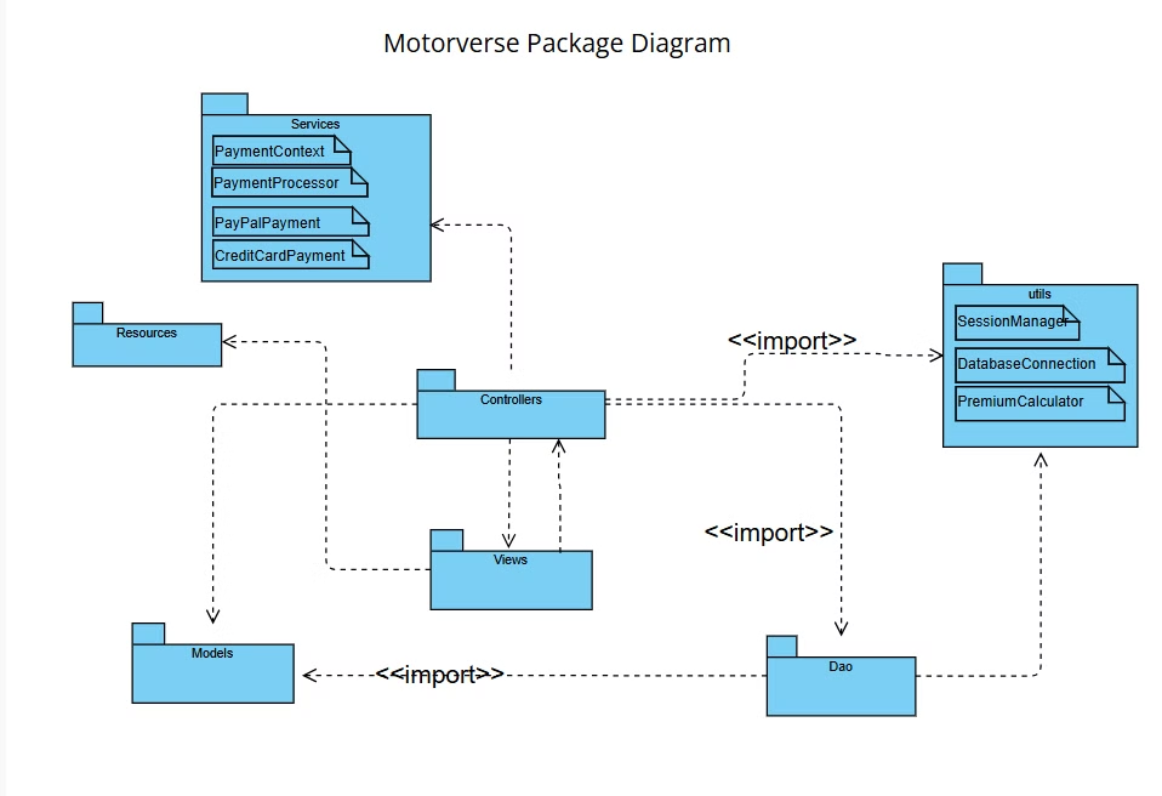 Motorverse Package Diagram
Services
PaymentContext
PaymentProcessor
PayPalPayment
CreditCardPayment
utils
SessionManager
DatabaseConnection
PremiumCalculator
Resources
<<import>>
Controllers
<<import>>
Views
Models
<<import>>
Dao